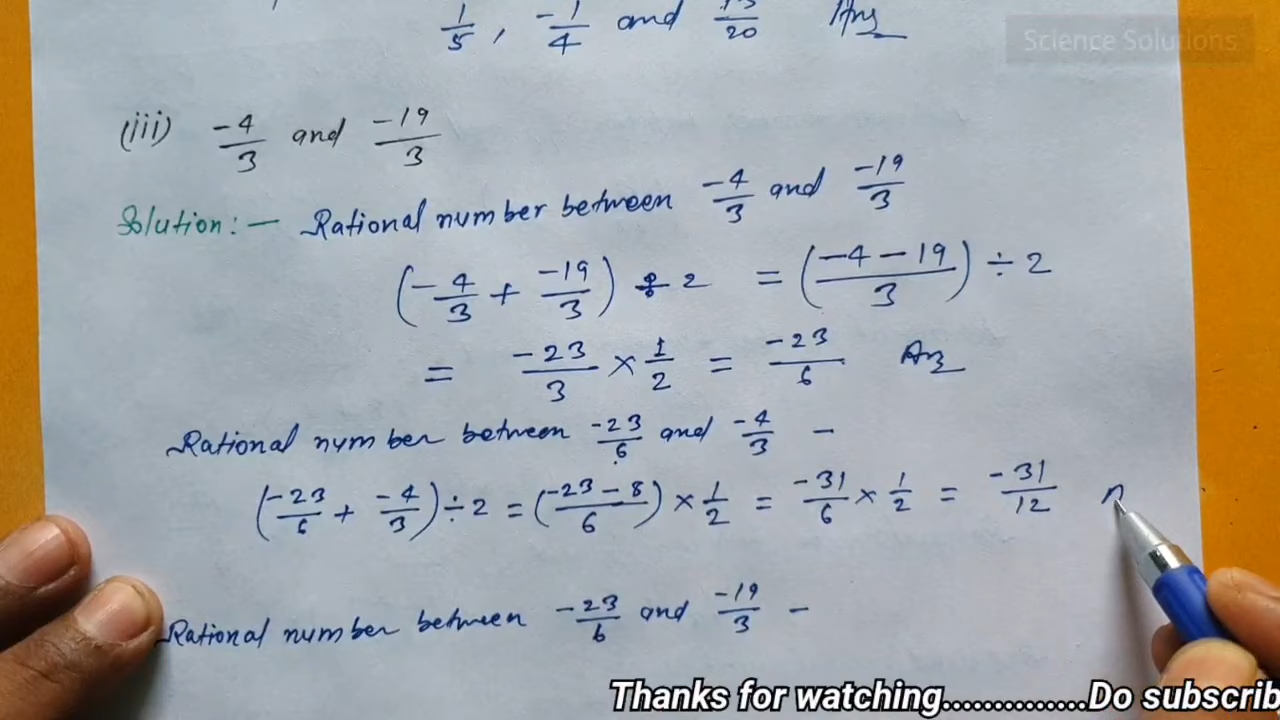 1/5, -1/4 and /20 Ans
Science Solutions
(iii) -4/3 and -19/3
Solution:— Rational number between -4/3 and -19/3
(-4/3 + -19/3) ÷ 2 = (-4-19/3) ÷ 2
= -23/3 × 1/2 = -23/6 Ans
Rational number between -23/6 and -4/3 -
(-23/6 + -4/3) ÷ 2 = (-23-8/6) × 1/2 = -31/6 × 1/2 = -31/12
Rational number between -23/6 and -19/3 -
Thanks for watching..............Do subscrib